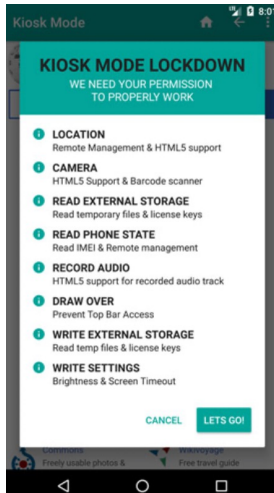 8:0
Kiosk Mode
KIOSK MODE LOCKDOWN
WE NEED YOUR PERMISSION
TO PROPERLY WORK
LOCATION
Remote Management & HTML5 support
CAMERA
HTML5 Support & Barcode scanner
READ EXTERNAL STORAGE
Read temporary files & license keys
READ PHONE STATE
Read IMEI & Remote management
RECORD AUDIO
HTML5 support for recorded audio track
DRAW OVER
Prevent Top Bar Access
WRITE EXTERNAL STORAGE
Read temp files & license keys
WRITE SETTINGS
Brightness & Screen Timeout
CANCEL
LETS GO!
Commons
Freely usable photos &
Wikivoyage
Free travel guide